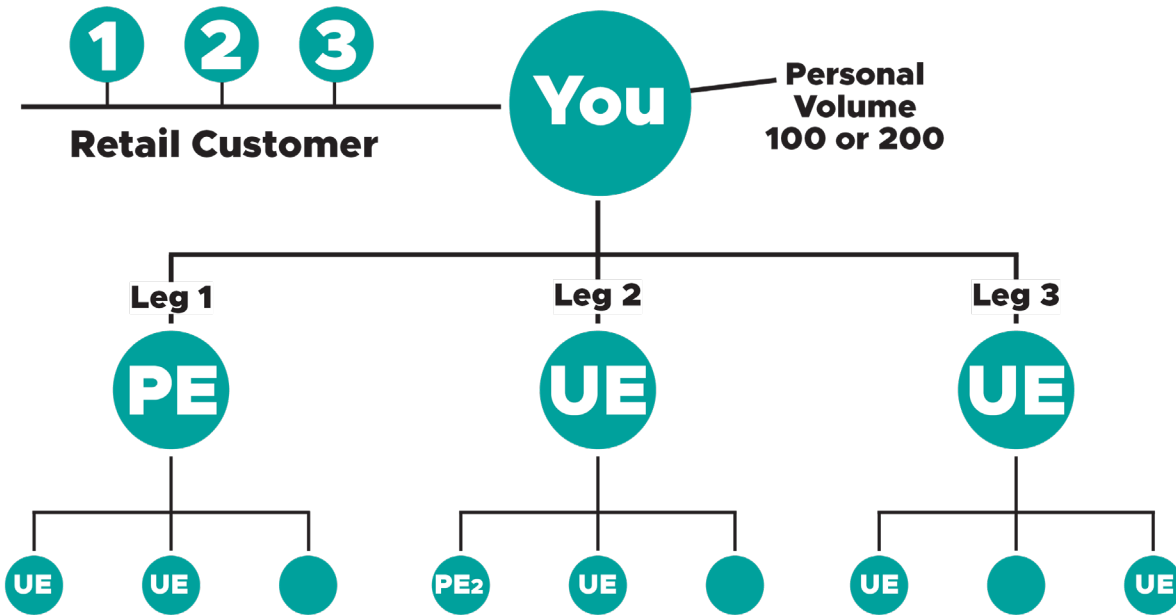 1 2 3
Retail Customer
You
Personal
Volume
100 or 200
Leg 1
Leg 2
Leg 3
PE
UE
UE
UE
UE
PE2
UE
UE
UE